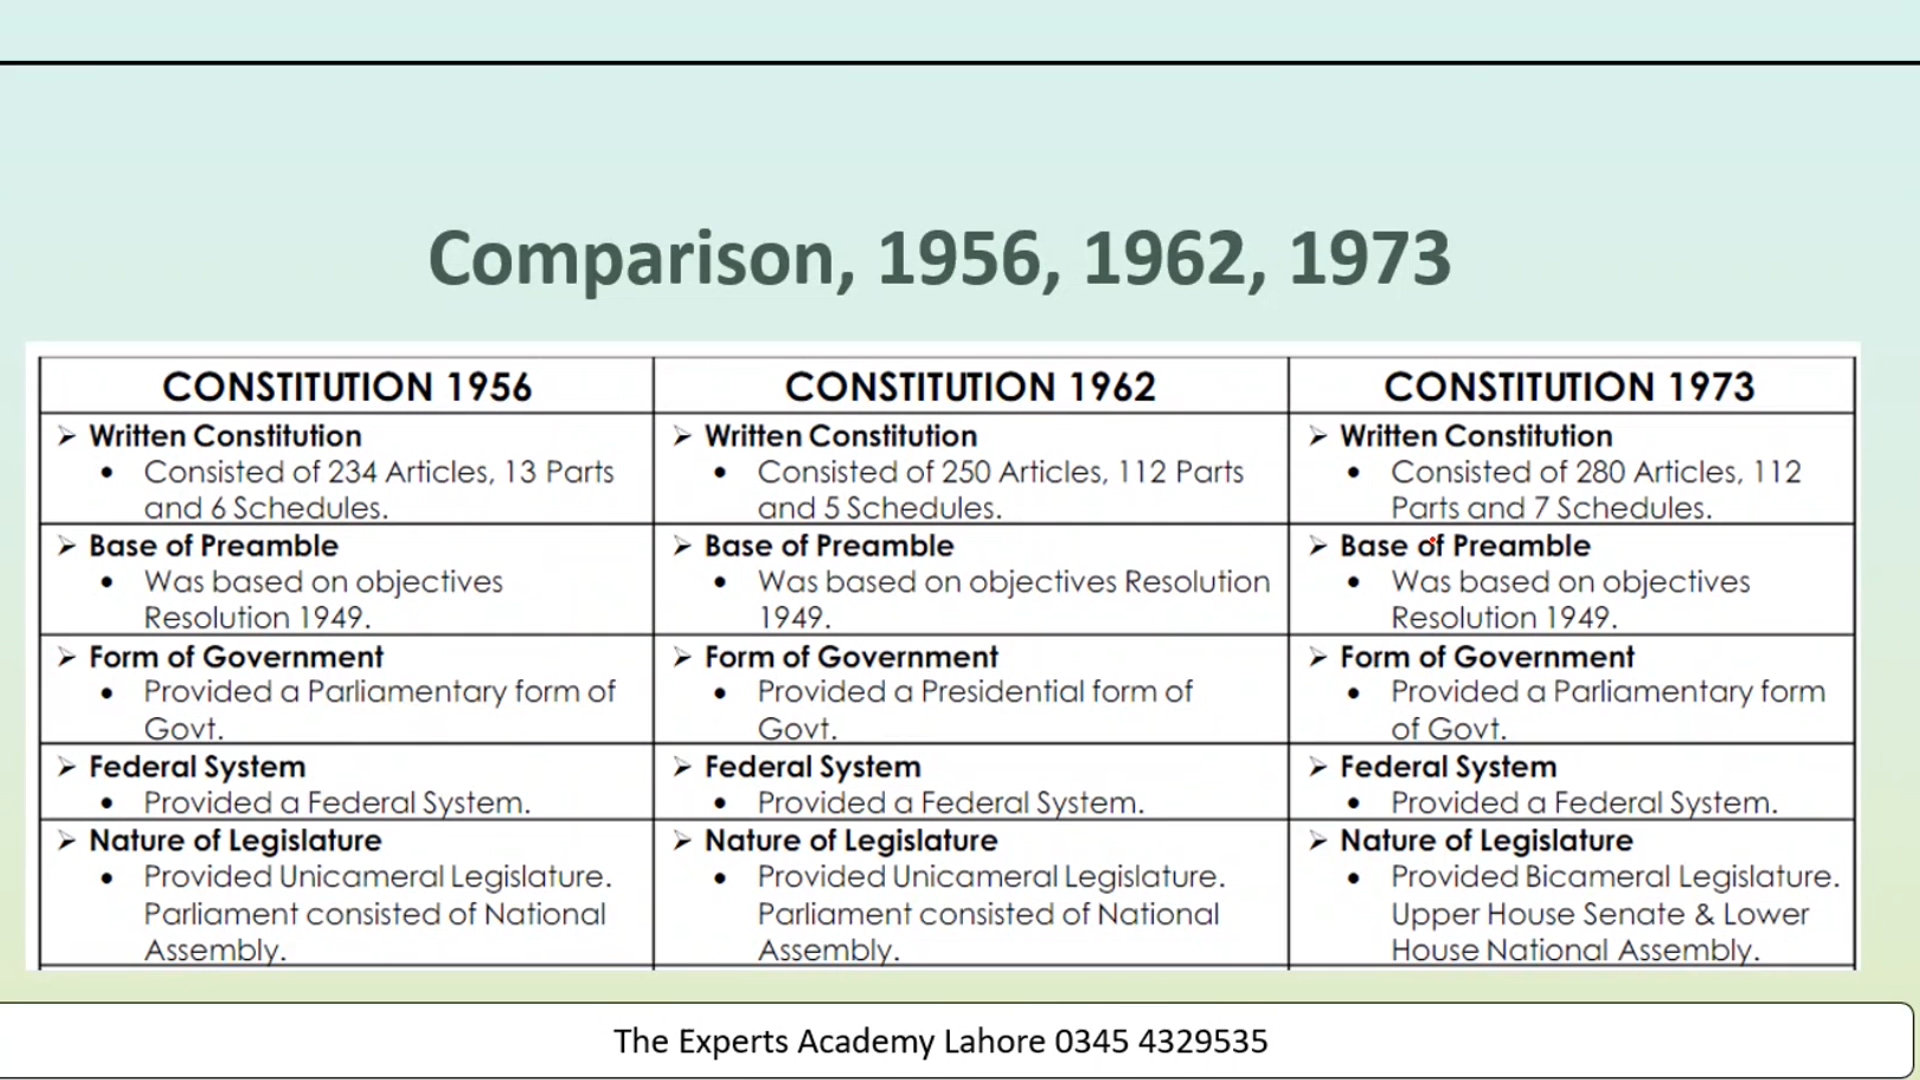 Comparison, 1956, 1962, 1973
CONSTITUTION 1956
CONSTITUTION 1962
CONSTITUTION 1973
➢ Written Constitution
• Consisted of 234 Articles, 13 Parts
and 6 Schedules.
➢ Written Constitution
• Consisted of 250 Articles, 112 Parts
and 5 Schedules.
➢ Written Constitution
• Consisted of 280 Articles, 112
Parts and 7 Schedules.
➢ Base of Preamble
• Was based on objectives
Resolution 1949.
➢ Base of Preamble
• Was based on objectives Resolution
1949.
➢ Base of Preamble
• Was based on objectives
Resolution 1949.
➢ Form of Government
• Provided a Parliamentary form of
Govt.
➢ Form of Government
• Provided a Presidential form of
Govt.
➢ Form of Government
• Provided a Parliamentary form
of Govt.
➢ Federal System
• Provided a Federal System.
➢ Federal System
• Provided a Federal System.
➢ Federal System
• Provided a Federal System.
➢ Nature of Legislature
• Provided Unicameral Legislature.
Parliament consisted of National
Assembly.
➢ Nature of Legislature
• Provided Unicameral Legislature.
Parliament consisted of National
Assembly.
➢ Nature of Legislature
• Provided Bicameral Legislature.
Upper House Senate & Lower
House National Assembly.
The Experts Academy Lahore 0345 4329535